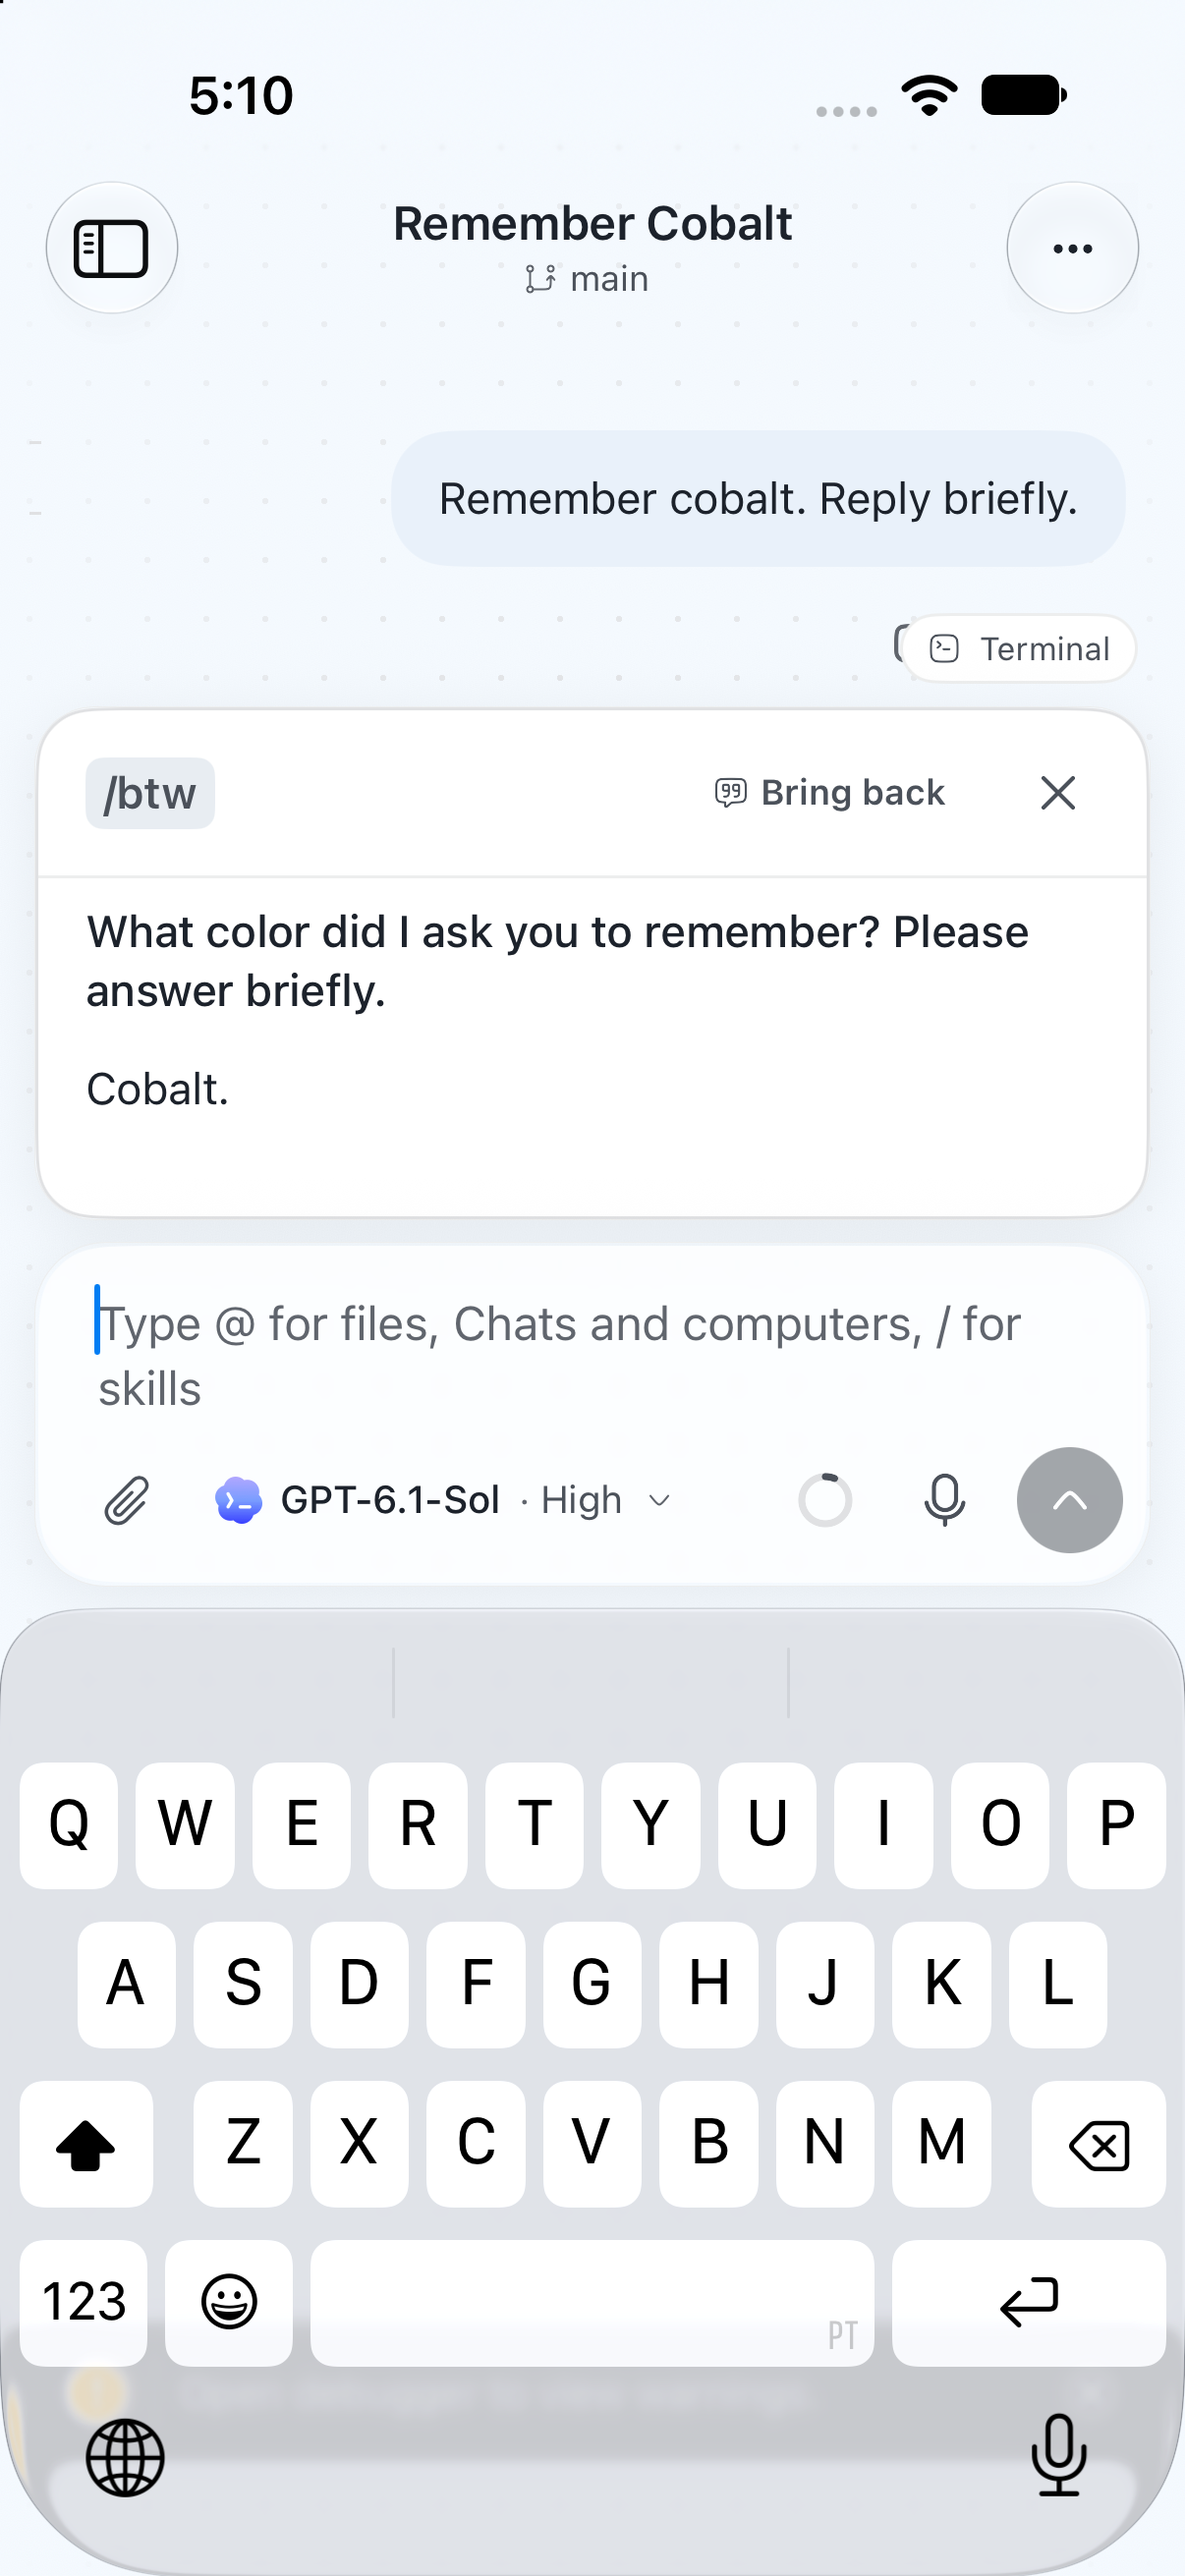 5:10
Remember Cobalt
main
Remember cobalt. Reply briefly.
Terminal
/btw
Bring back
What color did I ask you to remember? Please
answer briefly.
Cobalt.
Type @ for files, Chats and computers, / for
skills
GPT-6.1-Sol · High
Q W E R T Y U I O P
A S D F G H J K L
Z X C V B N M
123
PT